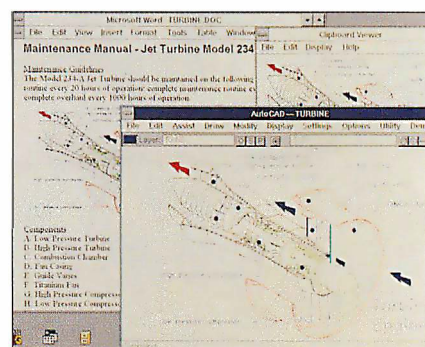 Microsoft Word TURBINE.DOC
File Edit View Insert Format Tools Table Window
Maintenance Manual - Jet Turbine Model 234
Maintenance Guidelines
The Model 234-A Jet Turbine should be maintained on the following
routine every 20 hours of operation: complete maintenance routine
complete overhaul every 1000 hours of operation.
Components
A. Low Pressure Turbine
B. High Pressure Turbine
C. Combustion Chamber
D. Fan Casing
E. Guide Vanes
F. Titanium Fan
G. High Pressure
H. Low Pressure
Clipboard Viewer
File Edit Display Help
AutoCAD — TURBINE
File Edit Assist Draw Modify Display Settings Options Utility
Layer